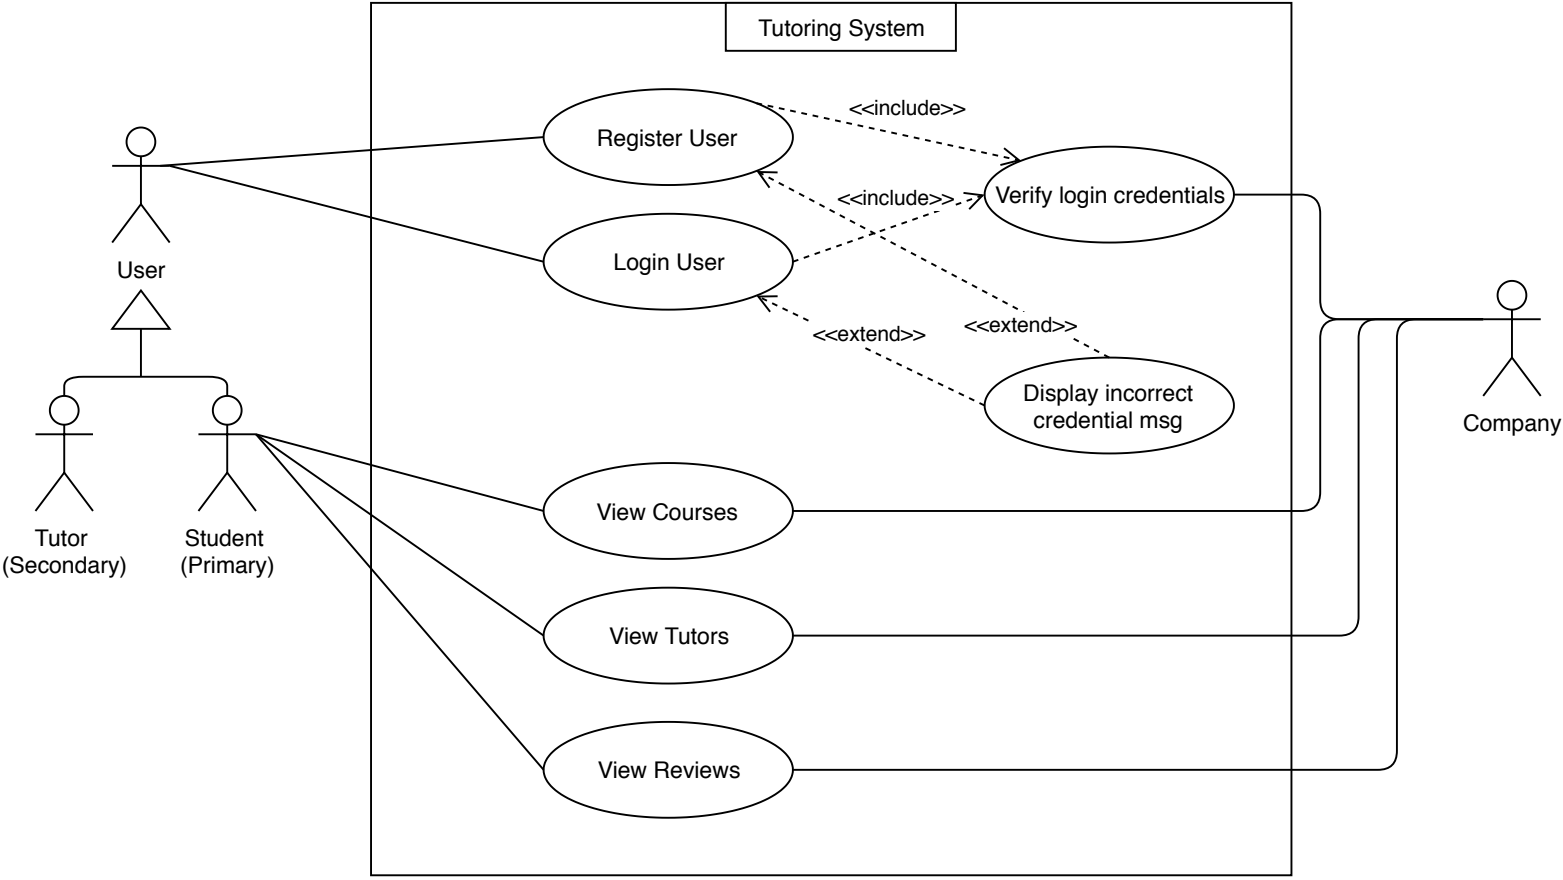 Tutoring System
Register User
<<include>>
Verify login credentials
<<include>>
Login User
User
<<extend>>
<<extend>>
Display incorrect
credential msg
Company
View Courses
Tutor
(Secondary)
Student
(Primary)
View Tutors
View Reviews